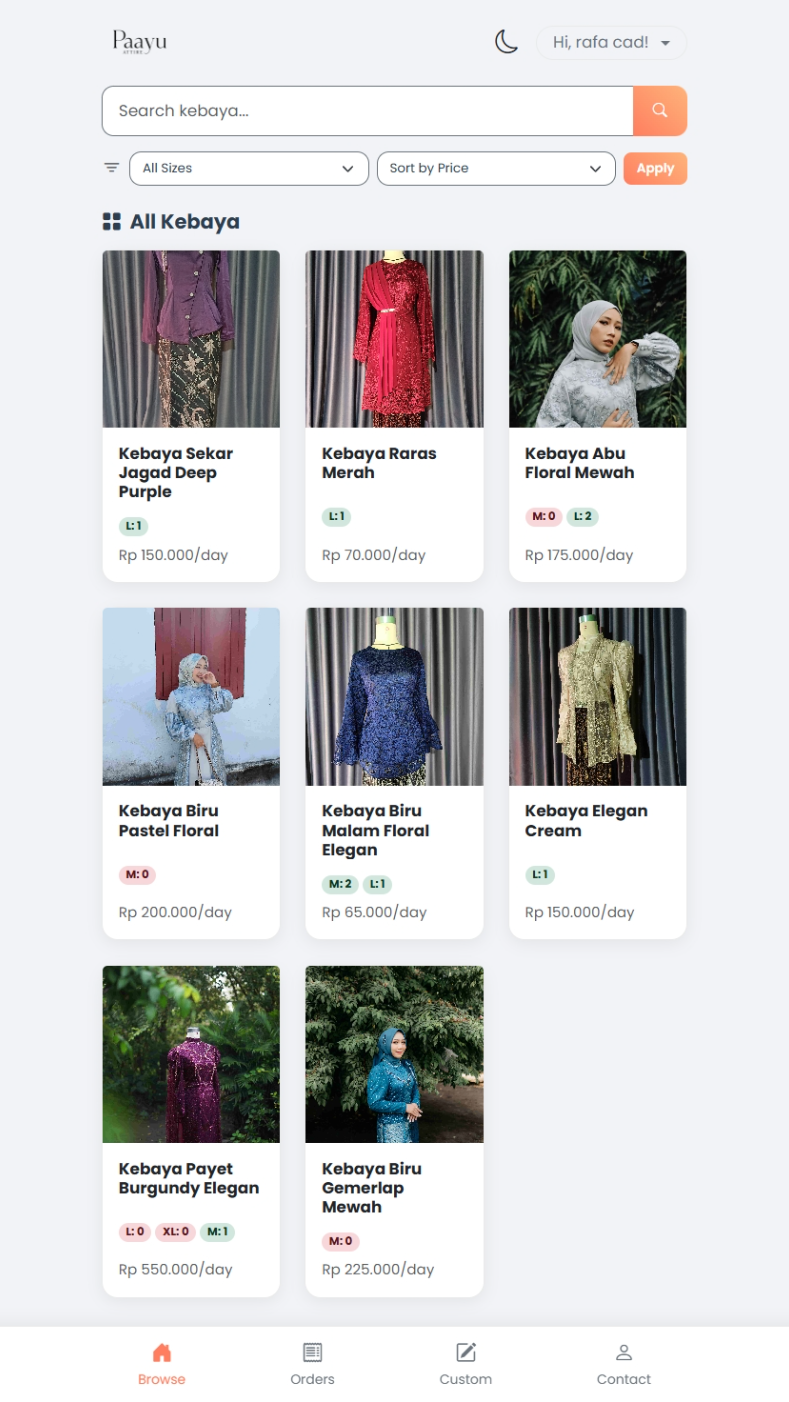 Paayu
ATTIRE
Hi, rafa cad!
Search kebaya...
All Sizes
Sort by Price
Apply
All Kebaya
Kebaya Sekar
Jagad Deep
Purple
L: 1
Rp 150.000/day
Kebaya Raras
Merah
L: 1
Rp 70.000/day
Kebaya Abu
Floral Mewah
M: 0 L: 2
Rp 175.000/day
Kebaya Biru
Pastel Floral
M: 0
Rp 200.000/day
Kebaya Biru
Malam Floral
Elegan
M: 2 L: 1
Rp 65.000/day
Kebaya Elegan
Cream
L: 1
Rp 150.000/day
Kebaya Payet
Burgundy Elegan
L: 0 XL: 0 M: 1
Rp 550.000/day
Kebaya Biru
Gemerlap
Mewah
M: 0
Rp 225.000/day
Browse
Orders
Custom
Contact